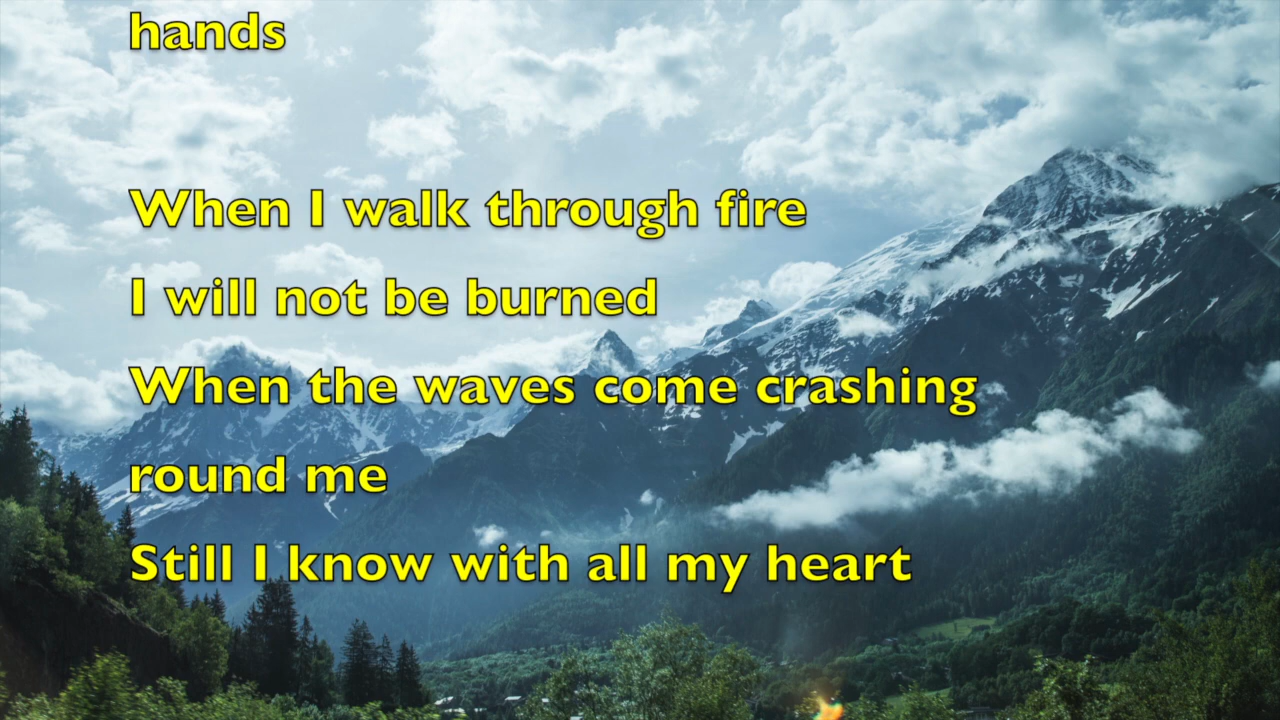 hands
When I walk through fire
I will not be burned
When the waves come crashing
round me
Still I know with all my heart